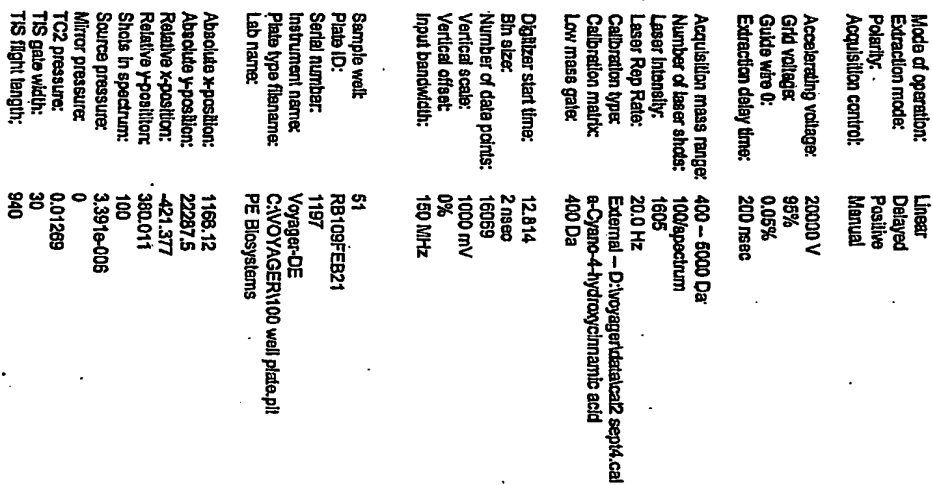 Mode of operation: Linear
Extraction mode: Delayed
Polarity: Positive
Acquisition control: Manual
Accelerating voltage: 20000 V
Grid voltage: 95%
Guide wire 0: 0.05%
Extraction delay time: 200 nsec
Acquisition mass range: 400 – 5000 Da
Number of laser shots: 100/spectrum
Laser Intensity: 1605
Laser Rep Rate: 20.0 Hz
Calibration type: External – D:\voyager\data\cal2 sept4.cal
Calibration matrix: a-Cyano-4-hydroxycinnamic acid
Low mass gate: 400 Da
Digitizer start time: 12.814
Bin size: 2 nsec
Number of data points: 16069
Vertical scale: 1000 mV
Vertical offset: 0%
Input bandwidth: 150 MHz
Sample well: 51
Plate ID: RB109FEB21
Serial number: 1197
Instrument name: Voyager-DE
Plate type filename: C:\VOYAGER\100 well plate.plt
Lab name: PE Biosystems
Absolute x-position: 1166.12
Absolute y-position: 22287.5
Relative x-position: -421.377
Relative y-position: 380.011
Shots in spectrum: 100
Source pressure: 3.391e-006
Mirror pressure: 0
TC2 pressure: 0.01269
TIS gate width: 30
TIS flight length: 940